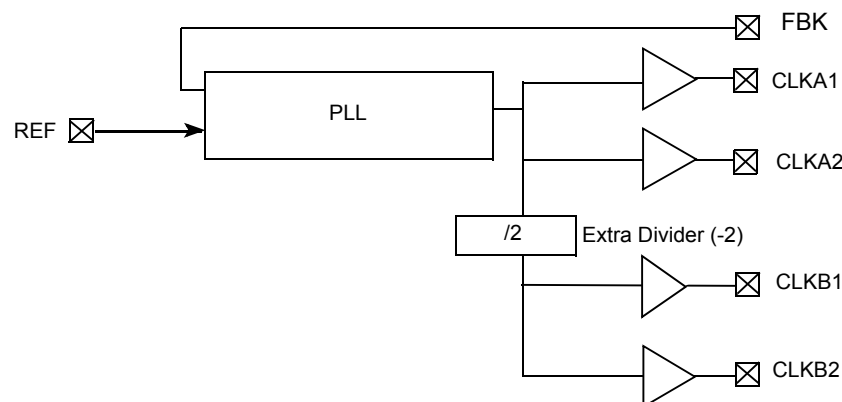 FBK
CLKA1
PLL
REF
CLKA2
/2
Extra Divider (-2)
CLKB1
CLKB2